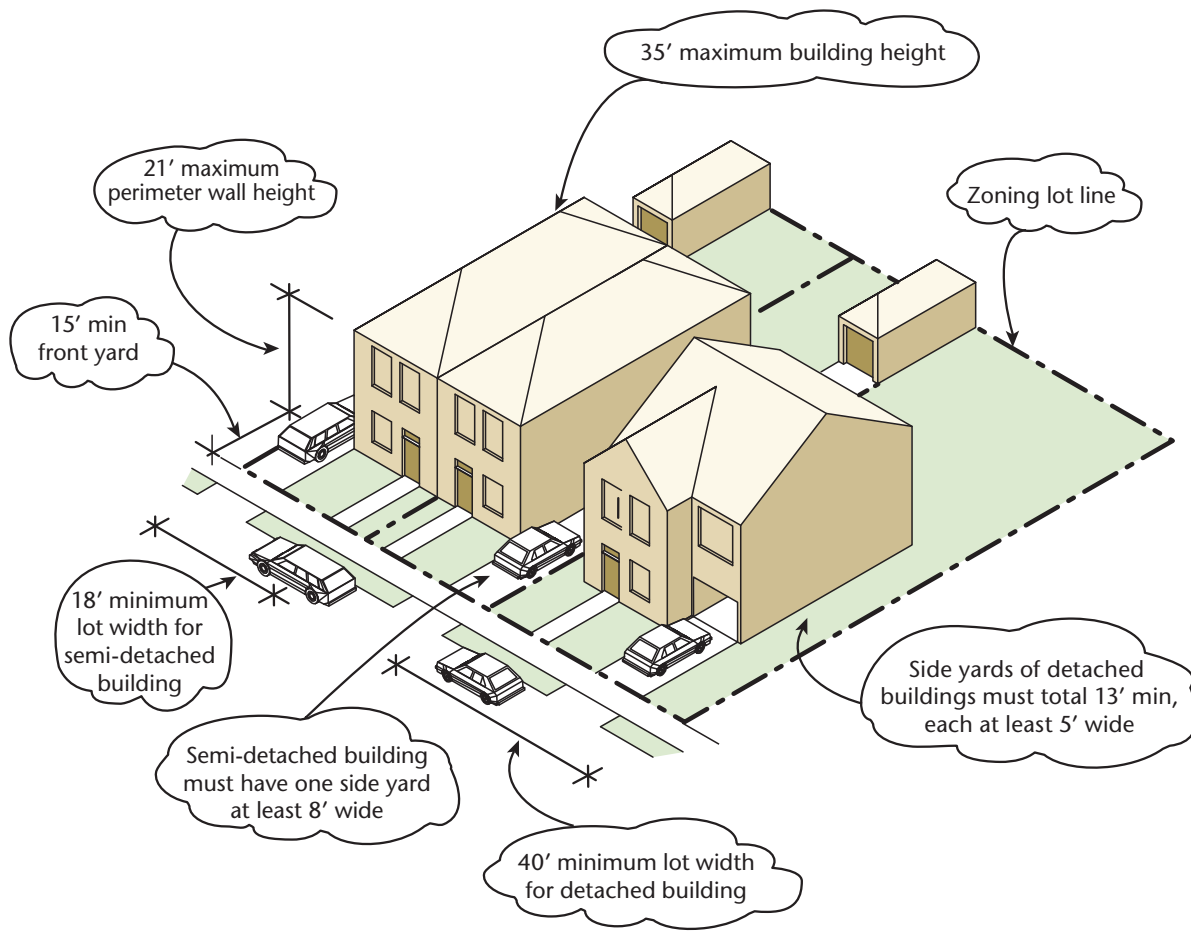 35′ maximum building height
21′ maximum
perimeter wall height
Zoning lot line
15′ min
front yard
18′ minimum
lot width for
semi-detached
building
Side yards of detached
buildings must total 13′ min,
each at least 5′ wide
Semi-detached building
must have one side yard
at least 8′ wide
40′ minimum lot width
for detached building